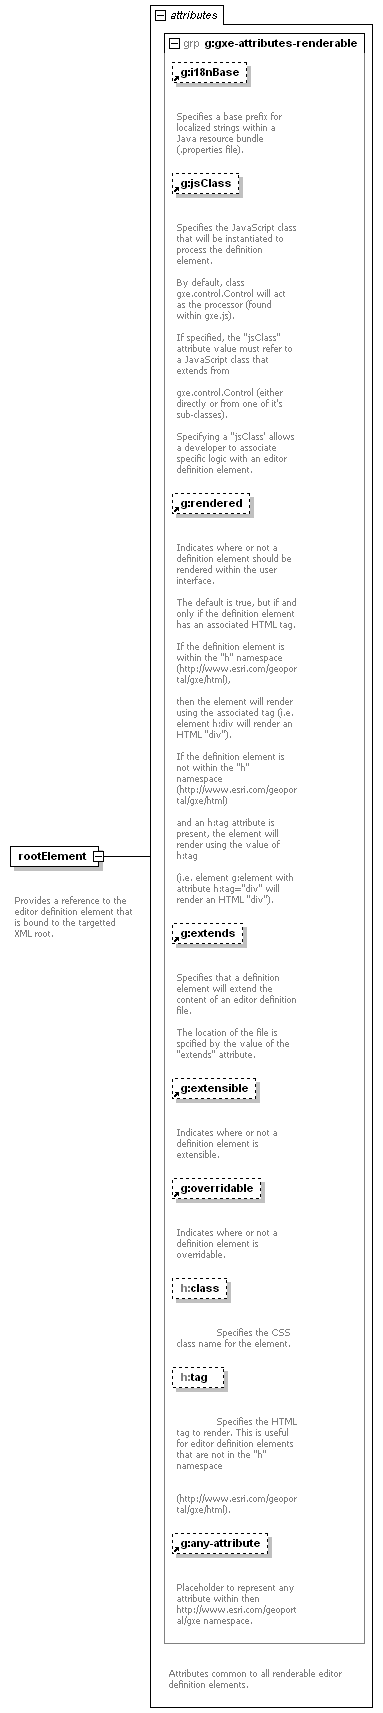 attributes
grp g:gxe-attributes-renderable
g:i18nBase
Specifies a base prefix for
localized strings within a
Java resource bundle
(.properties file).
g:jsClass
Specifies the JavaScript class
that will be instantiated to
process the definition
element.
By default, class
gxe.control.Control will act
as the processor (found
within gxe.js).
If specified, the "jsClass"
attribute value must refer to
a JavaScript class that
extends from
gxe.control.Control (either
directly or from one of it's
sub-classes).
Specifying a "jsClass' allows
a developer to associate
specific logic with an editor
definition element.
g:rendered
Indicates where or not a
definition element should be
rendered within the user
interface.
The default is true, but if and
only if the definition element
has an associated HTML tag.
If the definition element is
within the "h" namespace
(http://www.esri.com/geopor
tal/gxe/html),
then the element will render
using the associated tag (i.e.
element h:div will render an
HTML "div").
If the definition element is
not within the "h"
namespace
(http://www.esri.com/geopor
tal/gxe/html)
and an h:tag attribute is
present, the element will
render using the value of
h:tag
(i.e. element g:element with
attribute h:tag="div" will
render an HTML "div").
rootElement
Provides a reference to the
editor definition element that
is bound to the targetted
XML root.
g:extends
Specifies that a definition
element will extend the
content of an editor definition
file.
The location of the file is
spcified by the value of the
"extends" attribute.
g:extensible
Indicates where or not a
definition element is
extensible.
g:overridable
Indicates where or not a
definition element is
overridable.
h:class
Specifies the CSS
class name for the element.
h:tag
Specifies the HTML
tag to render. This is useful
for editor definition elements
that are not in the "h"
namespace
(http://www.esri.com/geopor
tal/gxe/html).
g:any-attribute
Placeholder to represent any
attribute within then
http://www.esri.com/geoport
al/gxe namespace.
Attributes common to all renderable editor
definition elements.